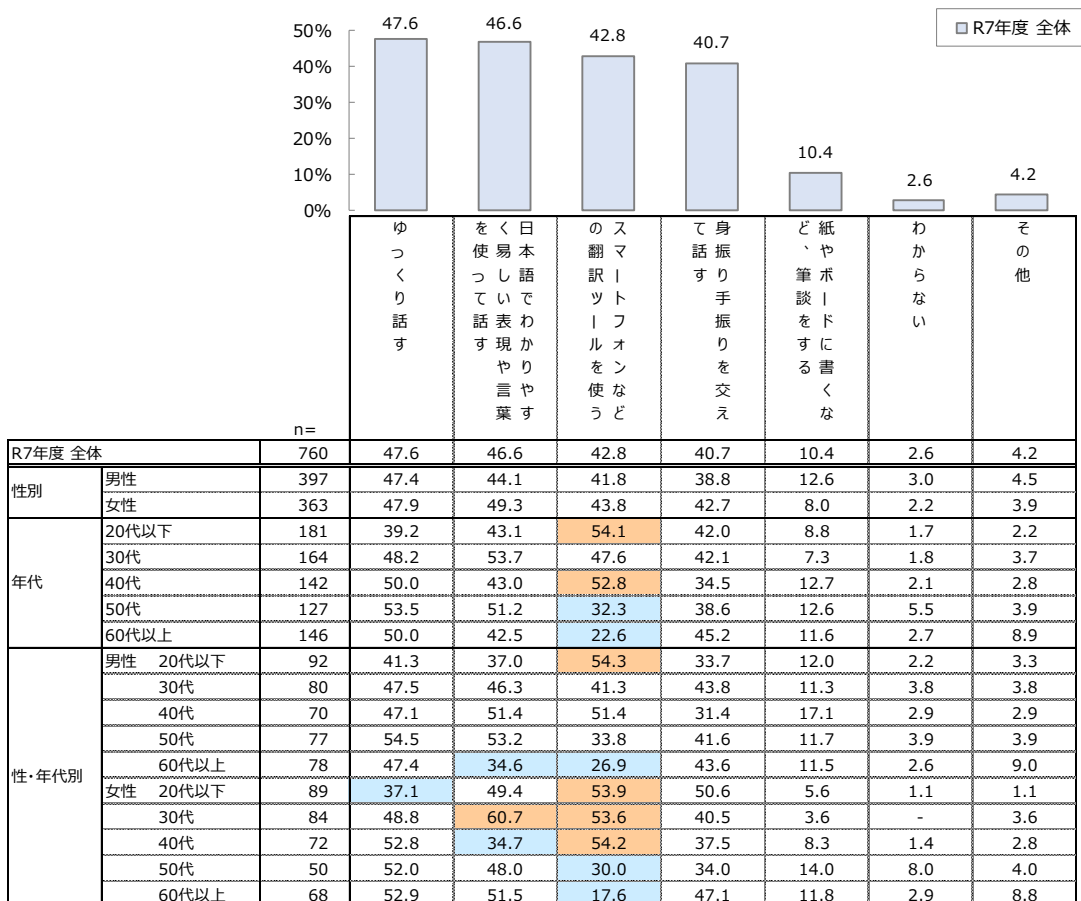 R7年度 全体
50%
40%
30%
20%
10%
0%
47.6
46.6
42.8
40.7
10.4
2.6
4.2
ゆっくり話す
日本語でわかりやす
く易しい表現や言葉
を使って話す
スマートフォンなど
の翻訳ツールを使う
身振り手振りを交え
て話す
紙やボードに書くな
ど、筆談をする
わからない
その他
n=
R7年度 全体 760 47.6 46.6 42.8 40.7 10.4 2.6 4.2
性別 男性 397 47.4 44.1 41.8 38.8 12.6 3.0 4.5
女性 363 47.9 49.3 43.8 42.7 8.0 2.2 3.9
年代 20代以下 181 39.2 43.1 54.1 42.0 8.8 1.7 2.2
30代 164 48.2 53.7 47.6 42.1 7.3 1.8 3.7
40代 142 50.0 43.0 52.8 34.5 12.7 2.1 2.8
50代 127 53.5 51.2 32.3 38.6 12.6 5.5 3.9
60代以上 146 50.0 42.5 22.6 45.2 11.6 2.7 8.9
性・年代別 男性 20代以下 92 41.3 37.0 54.3 33.7 12.0 2.2 3.3
30代 80 47.5 46.3 41.3 43.8 11.3 3.8 3.8
40代 70 47.1 51.4 51.4 31.4 17.1 2.9 2.9
50代 77 54.5 53.2 33.8 41.6 11.7 3.9 3.9
60代以上 78 47.4 34.6 26.9 43.6 11.5 2.6 9.0
女性 20代以下 89 37.1 49.4 53.9 50.6 5.6 1.1 1.1
30代 84 48.8 60.7 53.6 40.5 3.6 - 3.6
40代 72 52.8 34.7 54.2 37.5 8.3 1.4 2.8
50代 50 52.0 48.0 30.0 34.0 14.0 8.0 4.0
60代以上 68 52.9 51.5 17.6 47.1 11.8 2.9 8.8